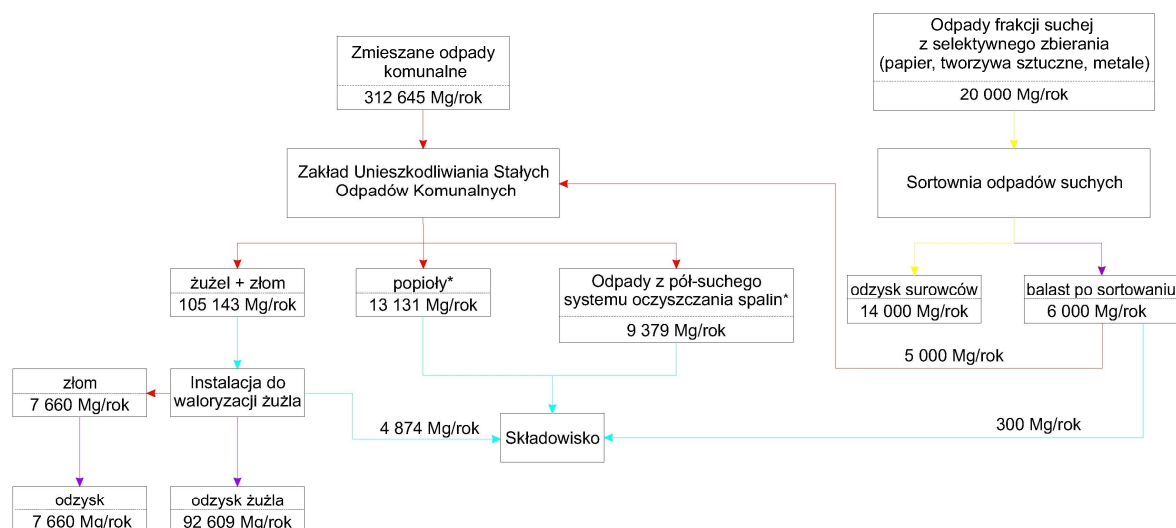 Zmieszane odpady
komunalne
312 645 Mg/rok
Odpady frakcji suchej
z selektywnego zbierania
(papier, tworzywa sztuczne, metale)
20 000 Mg/rok
Zakład Unieszkodliwiania Stałych
Odpadów Komunalnych
Sortownia odpadów suchych
żużel + złom
105 143 Mg/rok
popioły*
13 131 Mg/rok
Odpady z pół-suchego
systemu oczyszczania spalin*
9 379 Mg/rok
odzysk surowców
14 000 Mg/rok
balast po sortowaniu
6 000 Mg/rok
5 000 Mg/rok
złom
7 660 Mg/rok
Instalacja do
waloryzacji żużla
4 874 Mg/rok
Składowisko
300 Mg/rok
odzysk
7 660 Mg/rok
odzysk żużla
92 609 Mg/rok